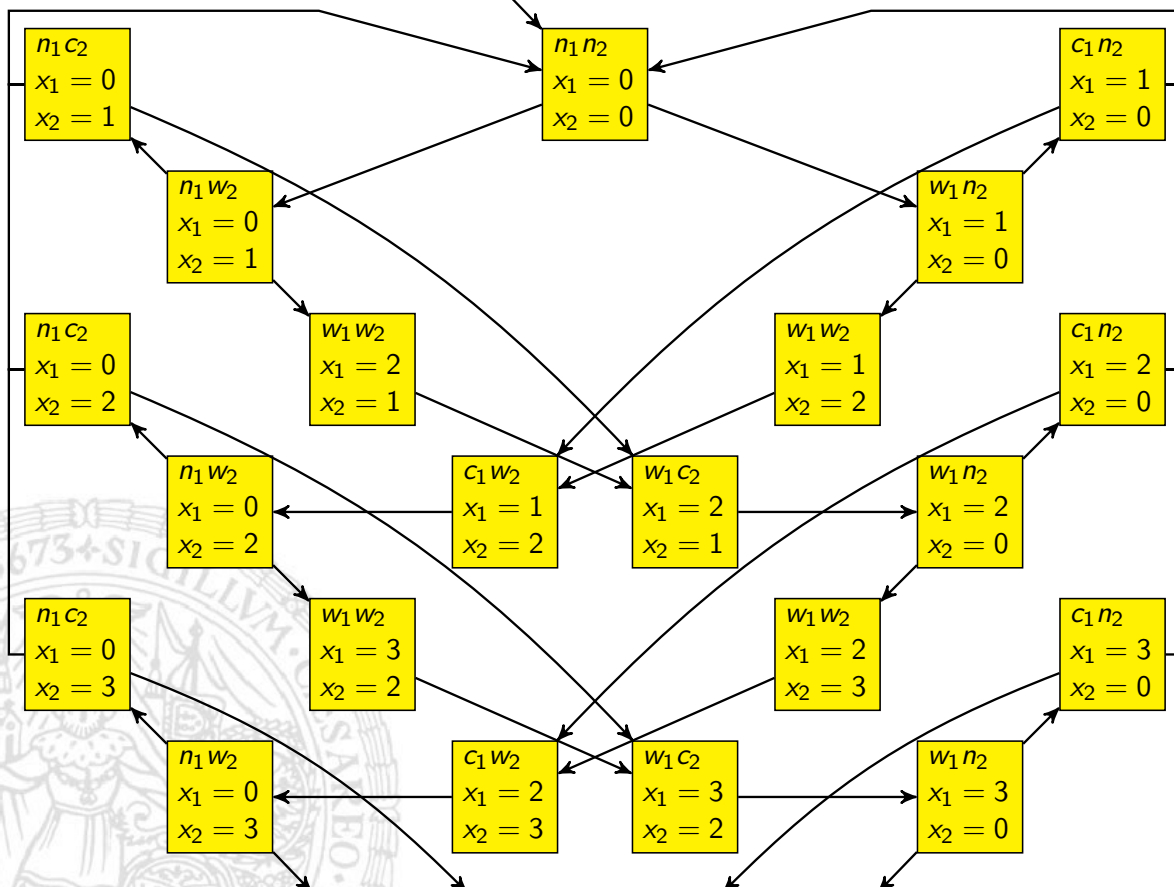 n₁c₂
x₁ = 0
x₂ = 1
n₁n₂
x₁ = 0
x₂ = 0
c₁n₂
x₁ = 1
x₂ = 0
n₁w₂
x₁ = 0
x₂ = 1
w₁n₂
x₁ = 1
x₂ = 0
n₁c₂
x₁ = 0
x₂ = 2
w₁w₂
x₁ = 2
x₂ = 1
w₁w₂
x₁ = 1
x₂ = 2
c₁n₂
x₁ = 2
x₂ = 0
n₁w₂
x₁ = 0
x₂ = 2
c₁w₂
x₁ = 1
x₂ = 2
w₁c₂
x₁ = 2
x₂ = 1
w₁n₂
x₁ = 2
x₂ = 0
n₁c₂
x₁ = 0
x₂ = 3
w₁w₂
x₁ = 3
x₂ = 2
w₁w₂
x₁ = 2
x₂ = 3
c₁n₂
x₁ = 3
x₂ = 0
n₁w₂
x₁ = 0
x₂ = 3
c₁w₂
x₁ = 2
x₂ = 3
w₁c₂
x₁ = 3
x₂ = 2
w₁n₂
x₁ = 3
x₂ = 0